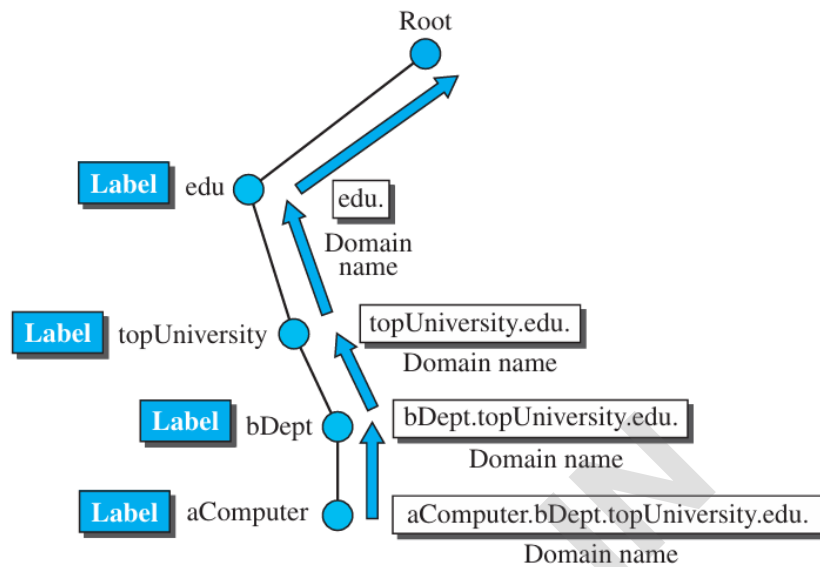 Root
Label edu
edu.
Domain
name
Label topUniversity
topUniversity.edu.
Domain name
Label bDept
bDept.topUniversity.edu.
Domain name
Label aComputer
aComputer.bDept.topUniversity.edu.
Domain name
IN